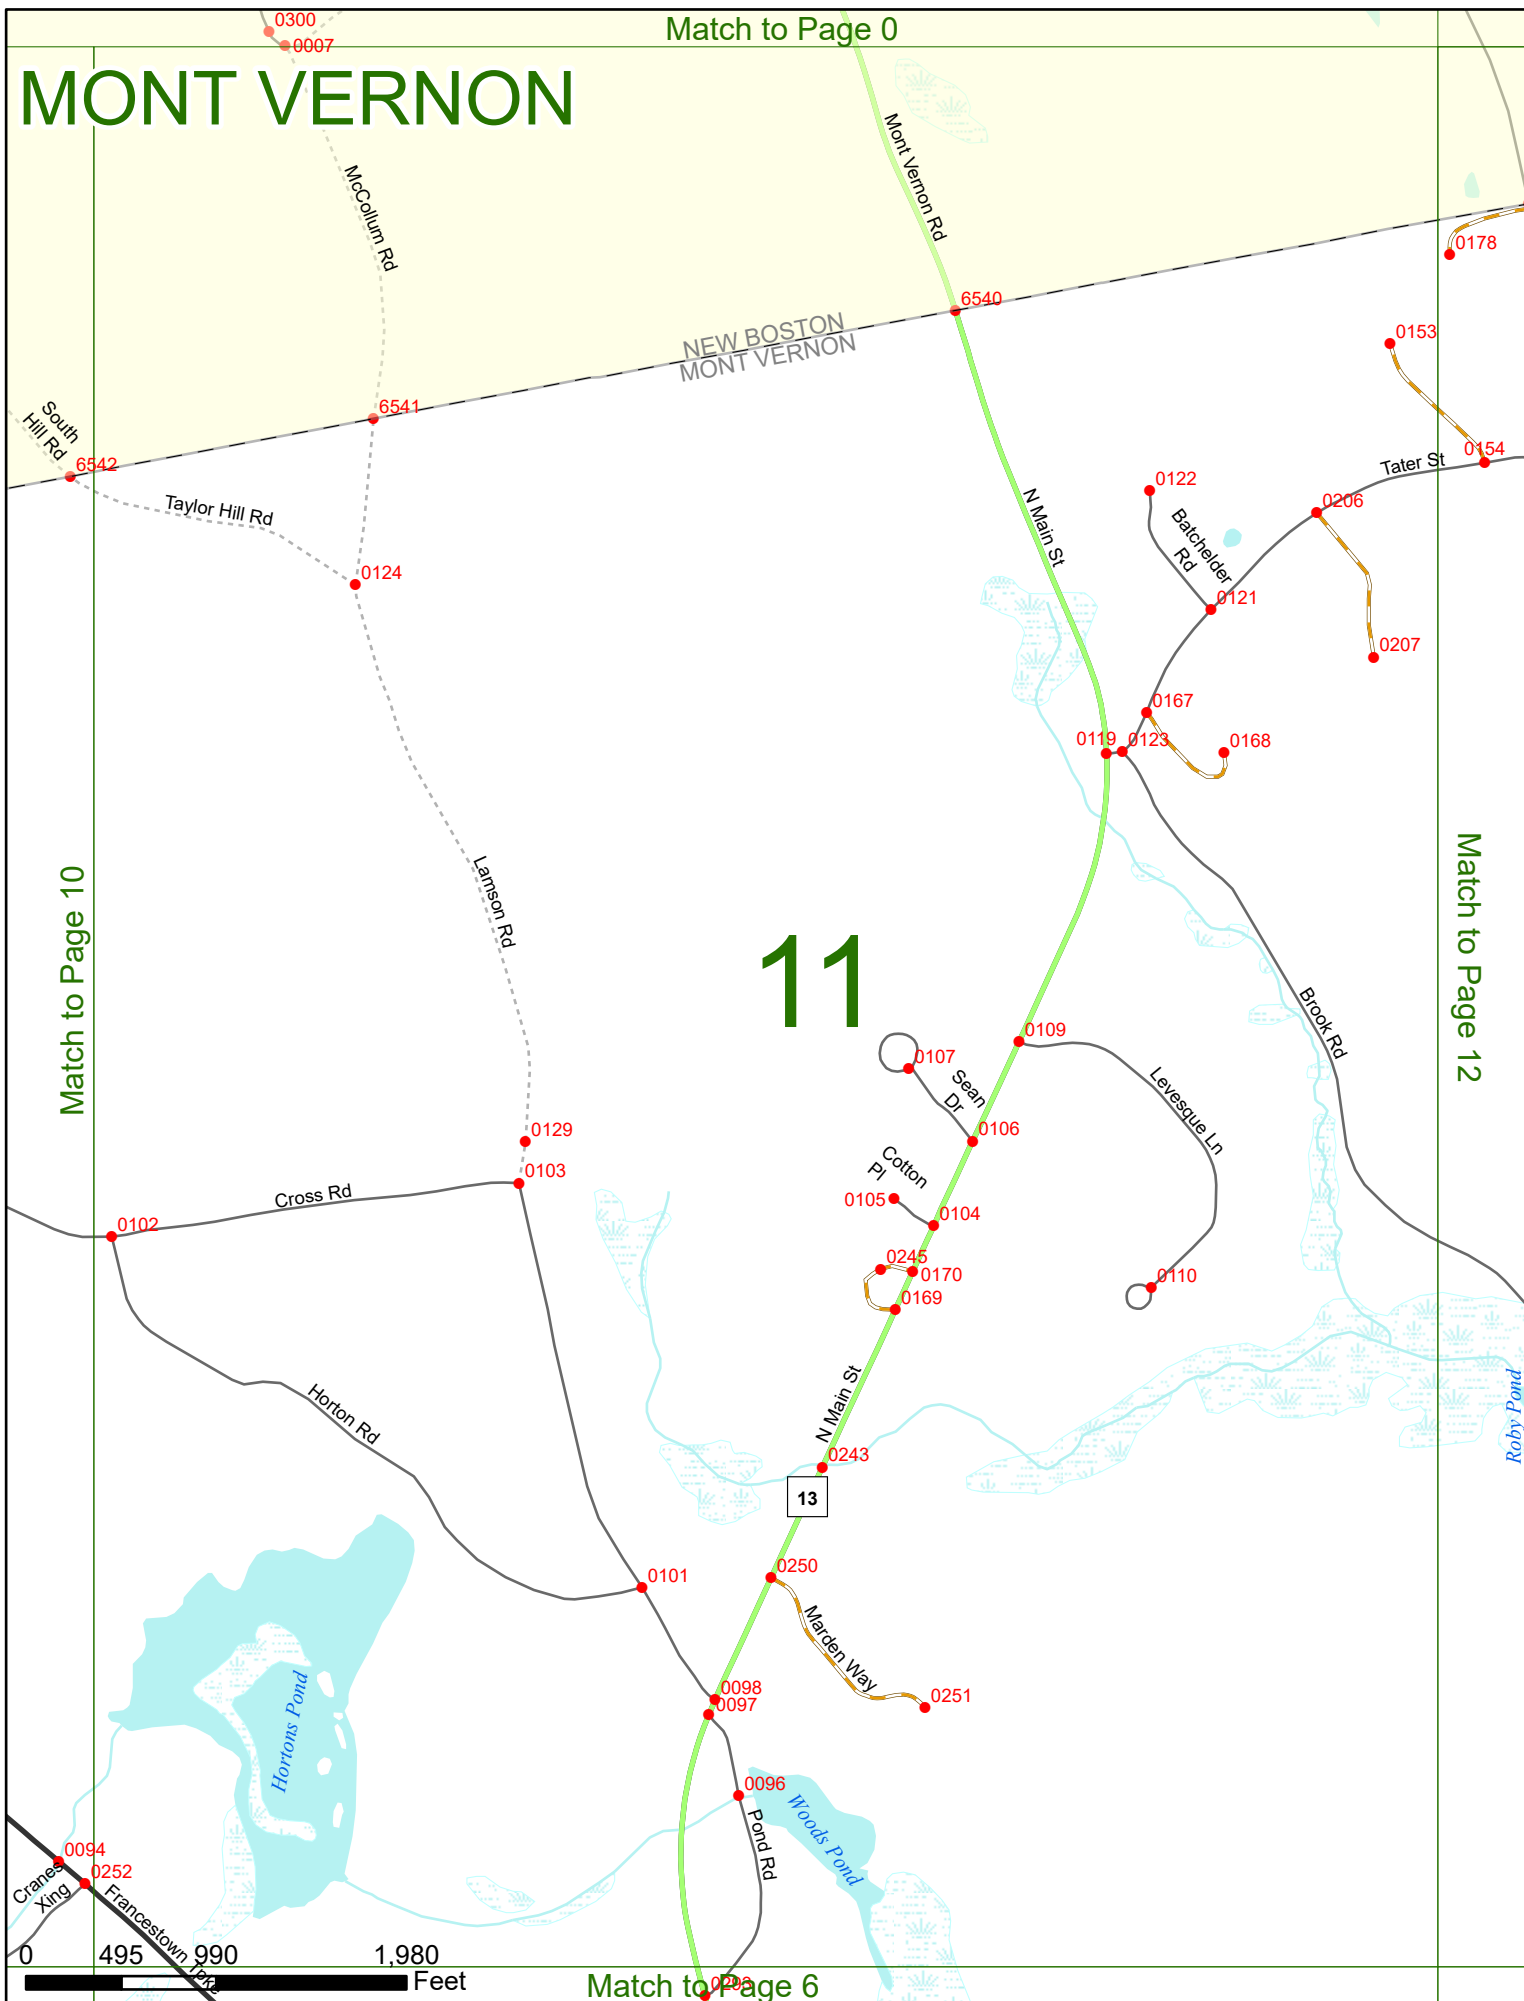 0300
Match to Page 0
0007
MONT VERNON
Mont Vernon Rd
McCollum Rd
0178
6540
NEW BOSTON
MONT VERNON
0153
South
Hill Rd
6541
6542
0154
Tater St
0122
N Main St
Batchelder
Rd
0206
Taylor Hill Rd
0124
0121
0207
0167
0119
0123
0168
Match to Page 10
Lamson Rd
11
Match to Page 12
Brook Rd
0109
0107
Sean
Dr
Levesque Ln
0129
0106
Cotton
Pl
0103
0105
Cross Rd
0102
0104
0245
0170
0110
0169
N Main St
Horton Rd
Roby Pond
0243
13
0250
0101
Marden Way
Hortons Pond
0098
0097
0251
0096
Woods Pond
Pond Rd
0094
Cranes
Xing
0252
Francestown Tpke
0 495 990 1,980
Feet
0293
Match to Page 6